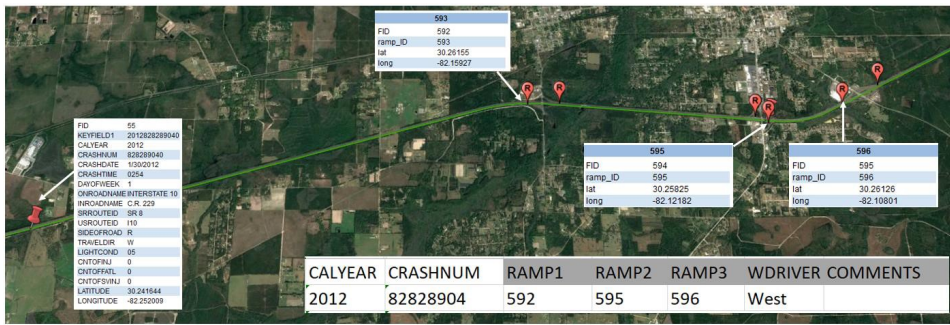 593
FID 592
ramp_ID 593
lat 30.26155
long -82.15927
R
R
R
R
R
R
FID 55
KEYFIELD1 2012828289040
CALYEAR 2012
CRASHNUM 828289040
CRASHDATE 1/30/2012
CRASHTIME 0254
DAYOFWEEK 1
ONROADNAME INTERSTATE 10
INROADNAME C.R. 229
SRROUTEID SR 8
USROUTEID I10
SIDEOFROAD R
TRAVELDIR W
LIGHTCOND 05
CNTOFINJ 0
CNTOFFATL 0
CNTOFSVINJ 0
LATITUDE 30.241644
LONGITUDE -82.252009
595
FID 594
ramp_ID 595
lat 30.25825
long -82.12182
596
FID 595
ramp_ID 596
lat 30.26126
long -82.10801
CALYEAR CRASHNUM RAMP1 RAMP2 RAMP3 WDRIVER COMMENTS
2012 82828904 592 595 596 West